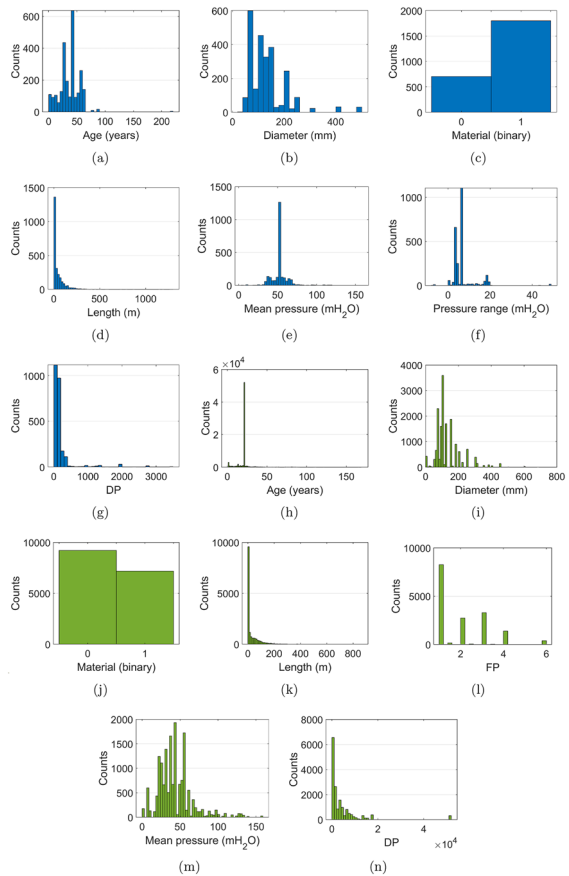 600
400
200
0
Counts
0 50 100 150 200
Age (years)
(a)
600
400
200
0
Counts
0 200 400
Diameter (mm)
(b)
2000
1500
1000
500
0
Counts
0 1
Material (binary)
(c)
1500
1000
500
0
Counts
0 500 1000
Length (m)
(d)
1500
1000
500
0
Counts
0 50 100 150
Mean pressure (mH2O)
(e)
1000
500
0
Counts
0 20 40
Pressure range (mH2O)
(f)
1000
500
0
Counts
0 1000 2000 3000
DP
(g)
×10^4
6
4
2
0
Counts
0 50 100 150
Age (years)
(h)
4000
3000
2000
1000
0
Counts
0 200 400 600 800
Diameter (mm)
(i)
10000
5000
0
Counts
0 1
Material (binary)
(j)
10000
5000
0
Counts
0 200 400 600 800
Length (m)
(k)
10000
5000
0
Counts
2 4 6
FP
(l)
2000
1500
1000
500
0
Counts
0 50 100 150
Mean pressure (mH2O)
(m)
8000
6000
4000
2000
0
Counts
0 2 4
DP
×10^4
(n)